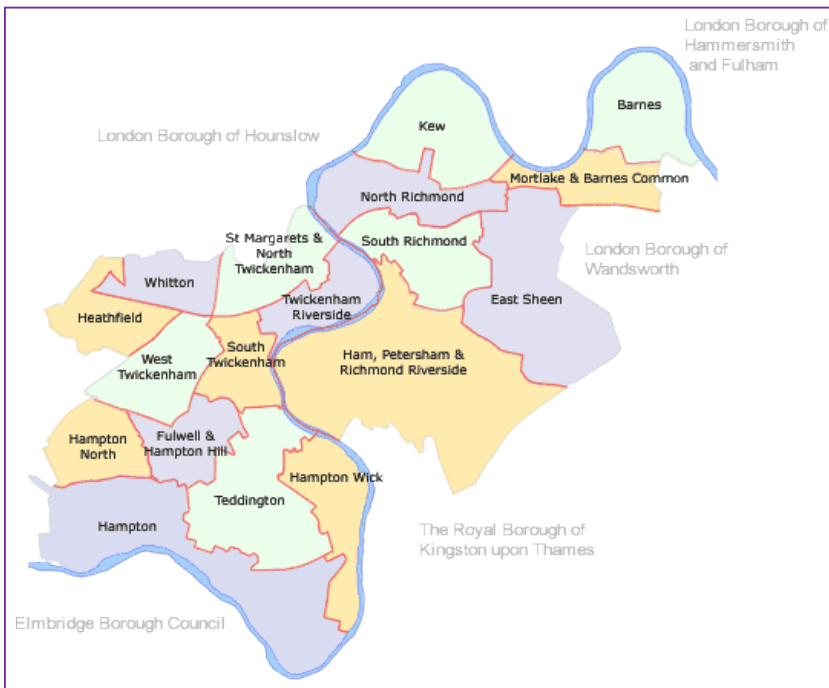 London Borough of
Hammersmith
and Fulham
Barnes
Kew
London Borough of Hounslow
Mortlake & Barnes Common
North Richmond
St Margarets &
North
Twickenham
South Richmond
London Borough of
Wandsworth
Whitton
East Sheen
Twickenham
Riverside
Heathfield
South
Twickenham
West
Twickenham
Ham, Petersham &
Richmond Riverside
Hampton
North
Fulwell &
Hampton Hill
Hampton Wick
Teddington
Hampton
The Royal Borough of
Kingston upon Thames
Elmbridge Borough Council